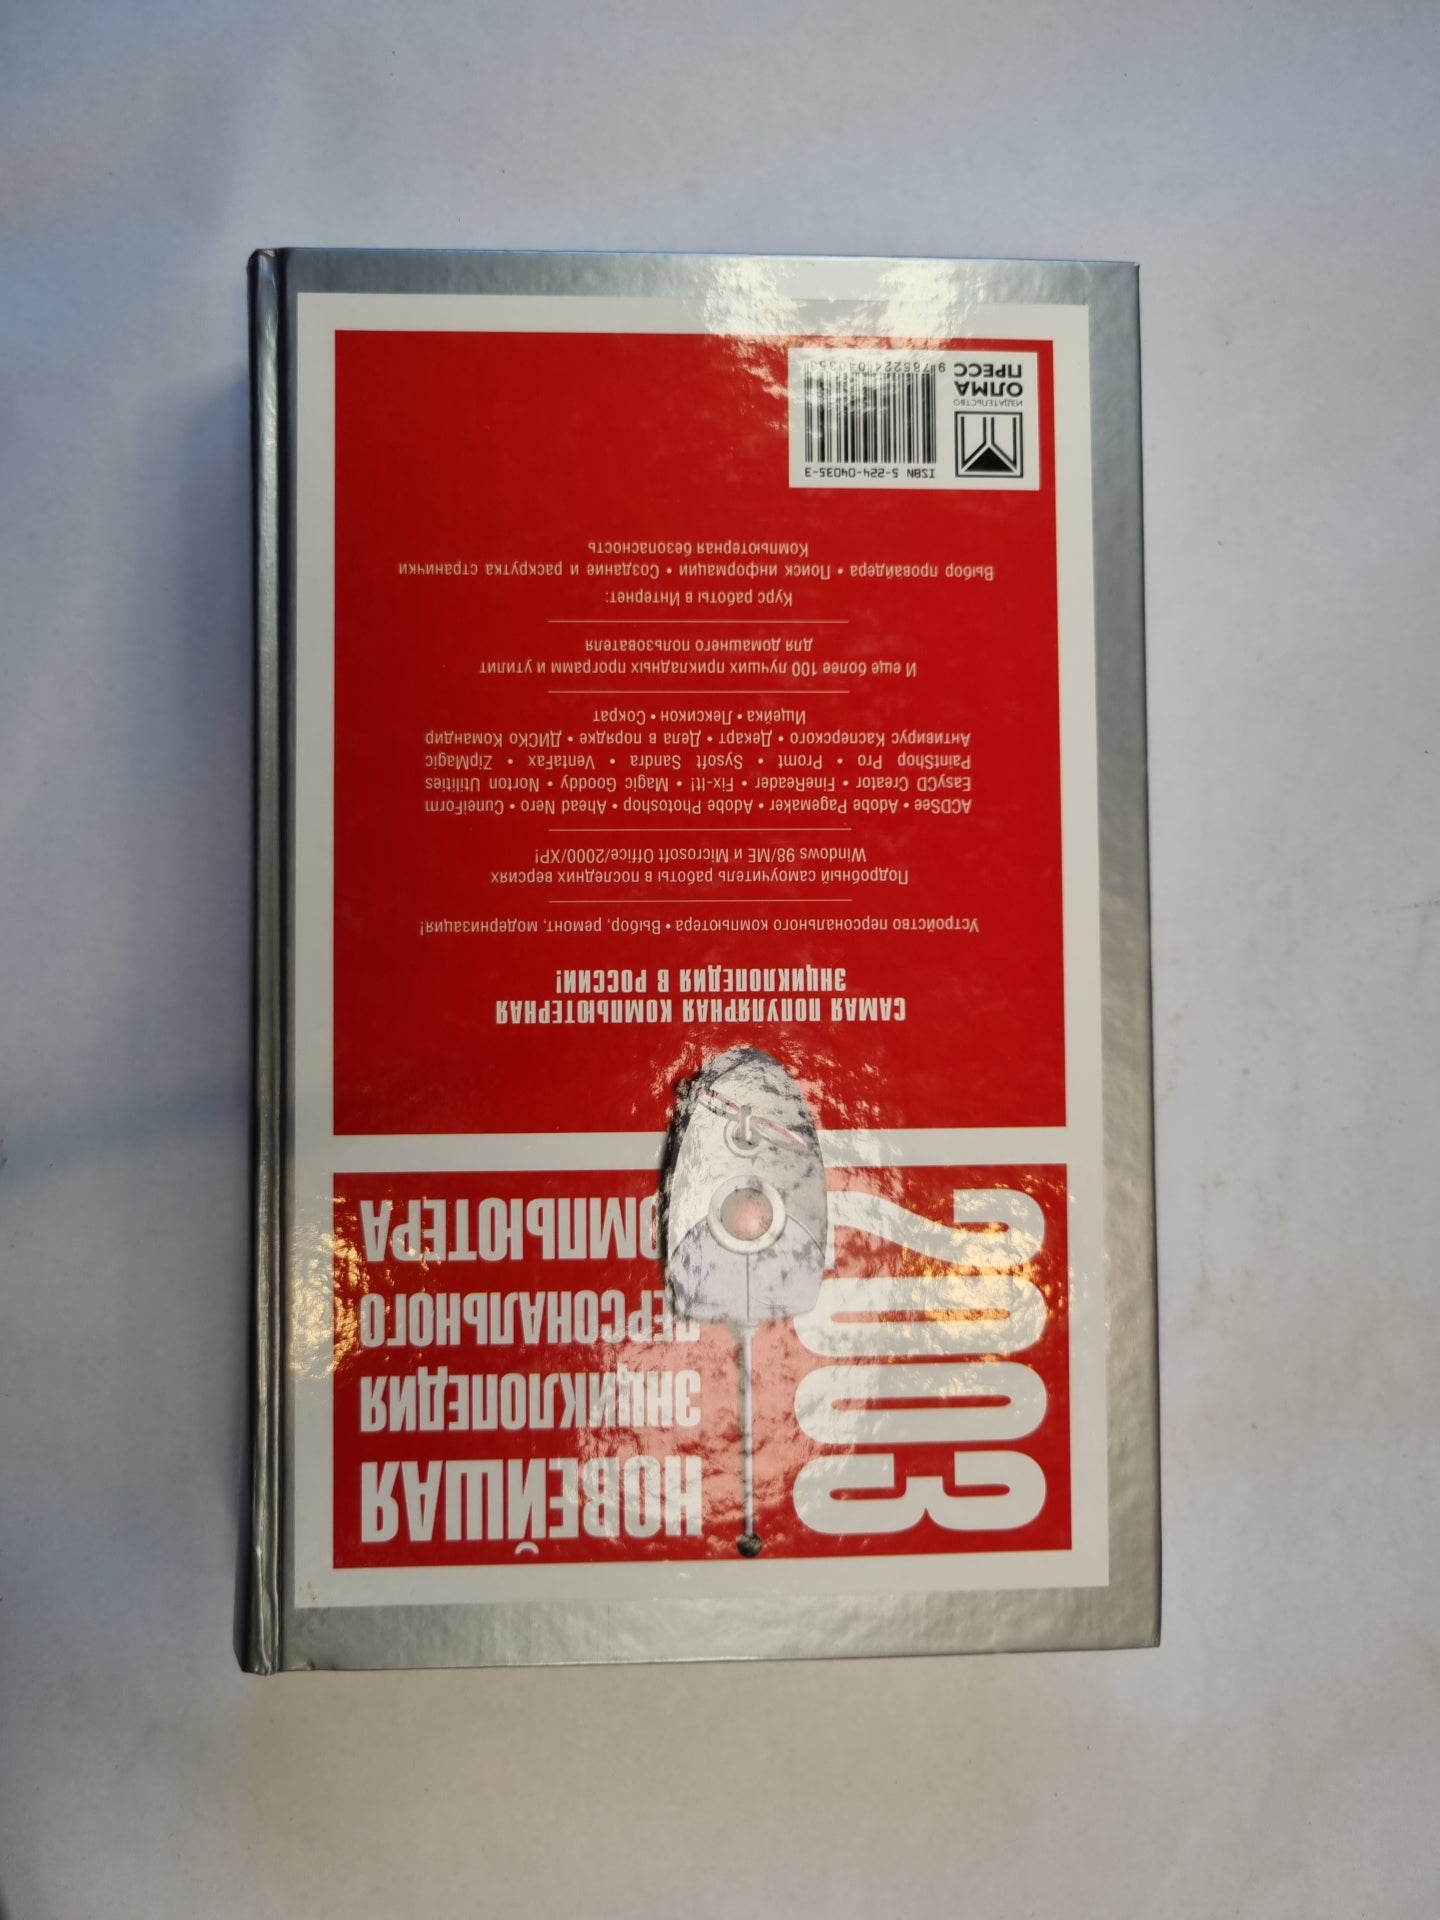 НОВЕЙШАЯ
ЭНЦИКЛОПЕДИЯ
ПЕРСОНАЛЬНОГО
КОМПЬЮТЕРА
2003
САМАЯ ПОПУЛЯРНАЯ КОМПЬЮТЕРНАЯ
ЭНЦИКЛОПЕДИЯ В РОССИИ!
Устройство персонального компьютера • Выбор, ремонт, модернизация!
Подробный самоучитель работы в последних версиях
Windows 98/ME и Microsoft Office/2000/XP!
ACDSee • Adobe Pagemaker • Adobe Photoshop • Ahead Nero • CuneiForm
EasyCD Creator • FineReader • Fix-It! • Magic Gooddy • Norton Utilities
PaintShop Pro • Promt • Sysoft Sandra • VentaFax • ZipMagic
Антивирус Касперского • Декарт • Дела в порядке • ДИСКо Командир
Ищейка • Лексикон • Сократ
И еще более 100 лучших прикладных программ и утилит
для домашнего пользователя
Курс работы в Интернет:
Выбор провайдера • Поиск информации • Создание и раскрутка странички
Компьютерная безопасность
ISBN 5-224-04035-3
9 785224 040353
ИЗДАТЕЛЬСТВО
ОЛМА
ПРЕСС